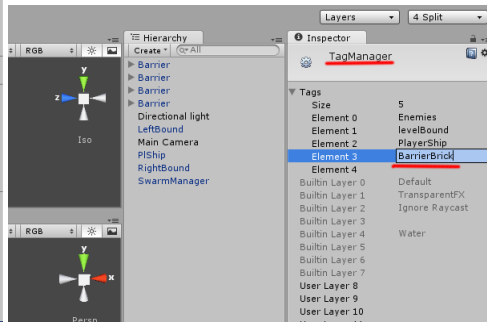 Layers 4 Split
RGB
y
z
Iso
RGB
y
x
Persp
Hierarchy
Create All
Barrier
Barrier
Barrier
Barrier
Directional light
LeftBound
Main Camera
PlShip
RightBound
SwarmManager
Inspector
TagManager
Tags
Size 5
Element 0 Enemies
Element 1 levelBound
Element 2 PlayerShip
Element 3 BarrierBrick
Element 4
Builtin Layer 0 Default
Builtin Layer 1 TransparentFX
Builtin Layer 2 Ignore Raycast
Builtin Layer 3
Builtin Layer 4 Water
Builtin Layer 5
Builtin Layer 6
Builtin Layer 7
User Layer 8
User Layer 9
User Layer 10